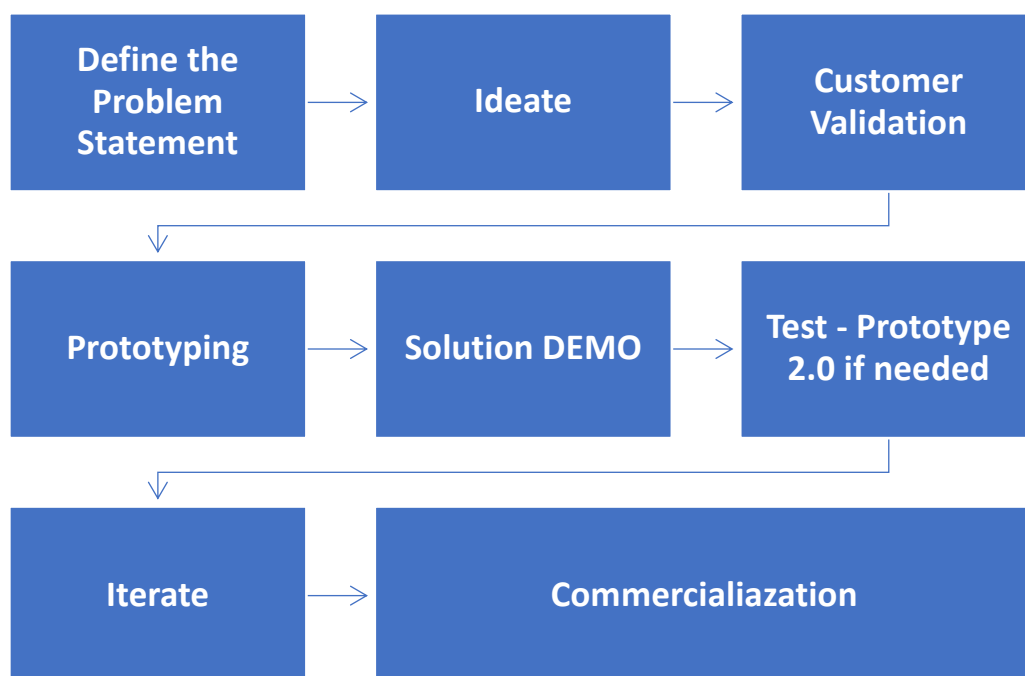 Define the
Problem
Statement
Ideate
Customer
Validation
Prototyping
Solution DEMO
Test - Prototype
2.0 if needed
Iterate
Commercialiazation